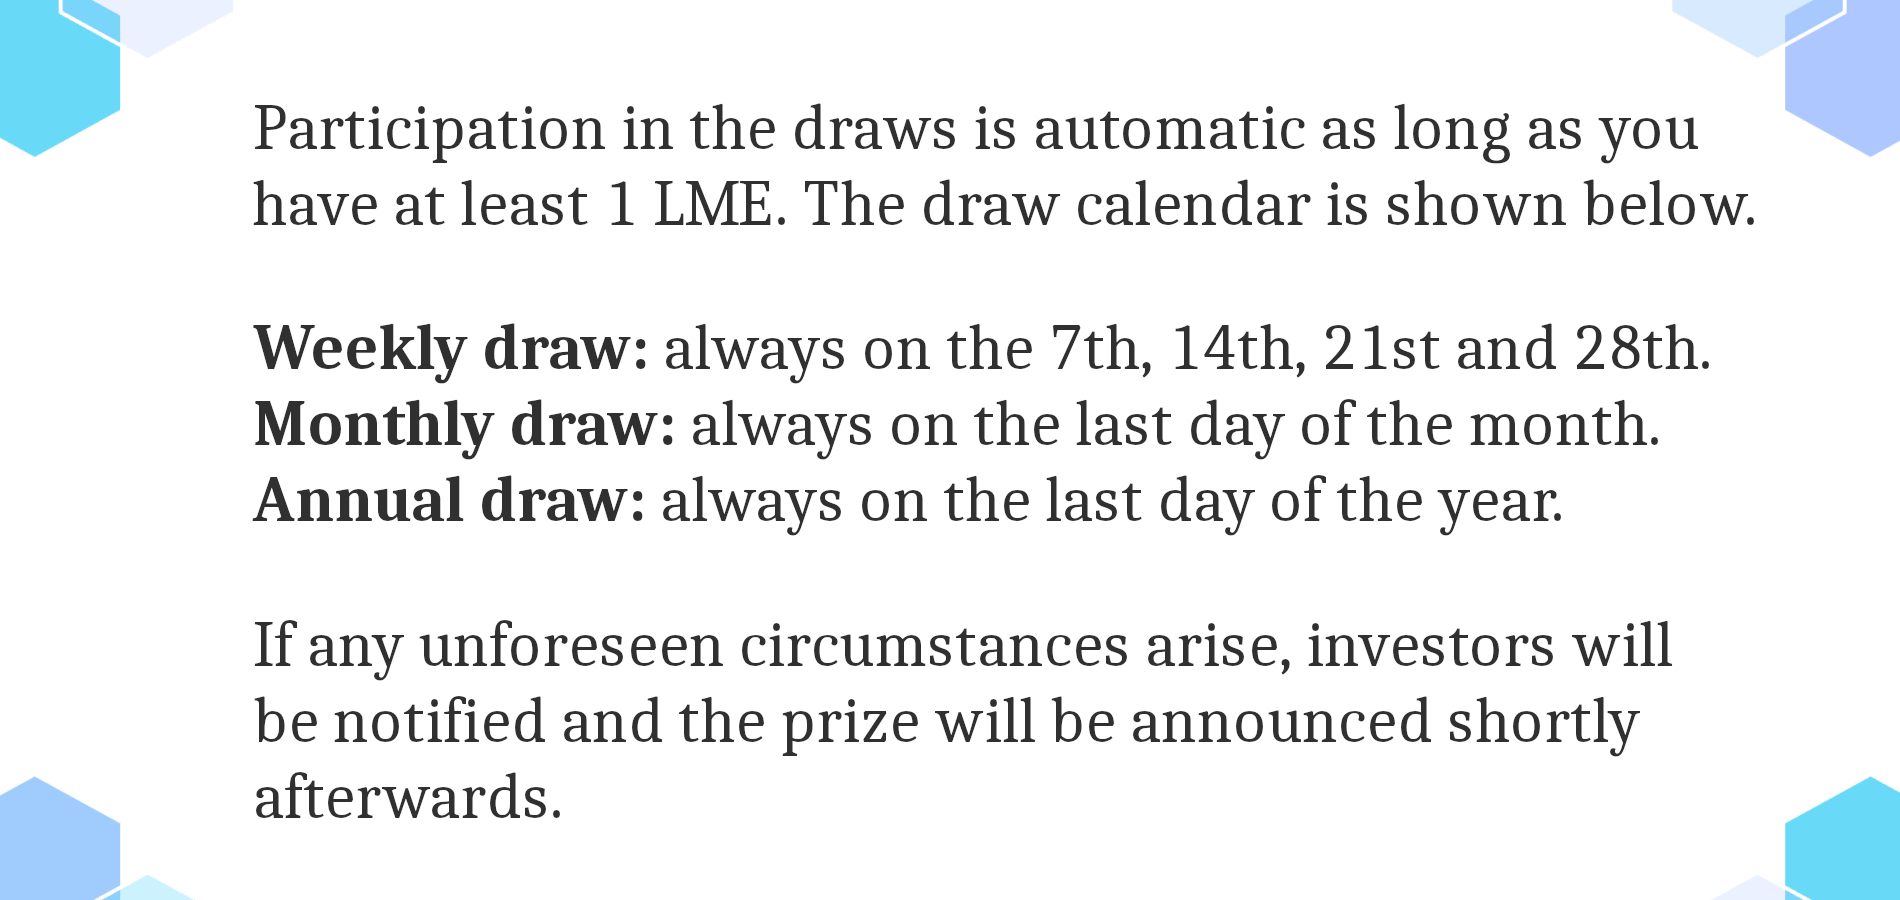 Participation in the draws is automatic as long as you
have at least 1 LME. The draw calendar is shown below.
Weekly draw: always on the 7th, 14th, 21st and 28th.
Monthly draw: always on the last day of the month.
Annual draw: always on the last day of the year.
If any unforeseen circumstances arise, investors will
be notified and the prize will be announced shortly
afterwards.